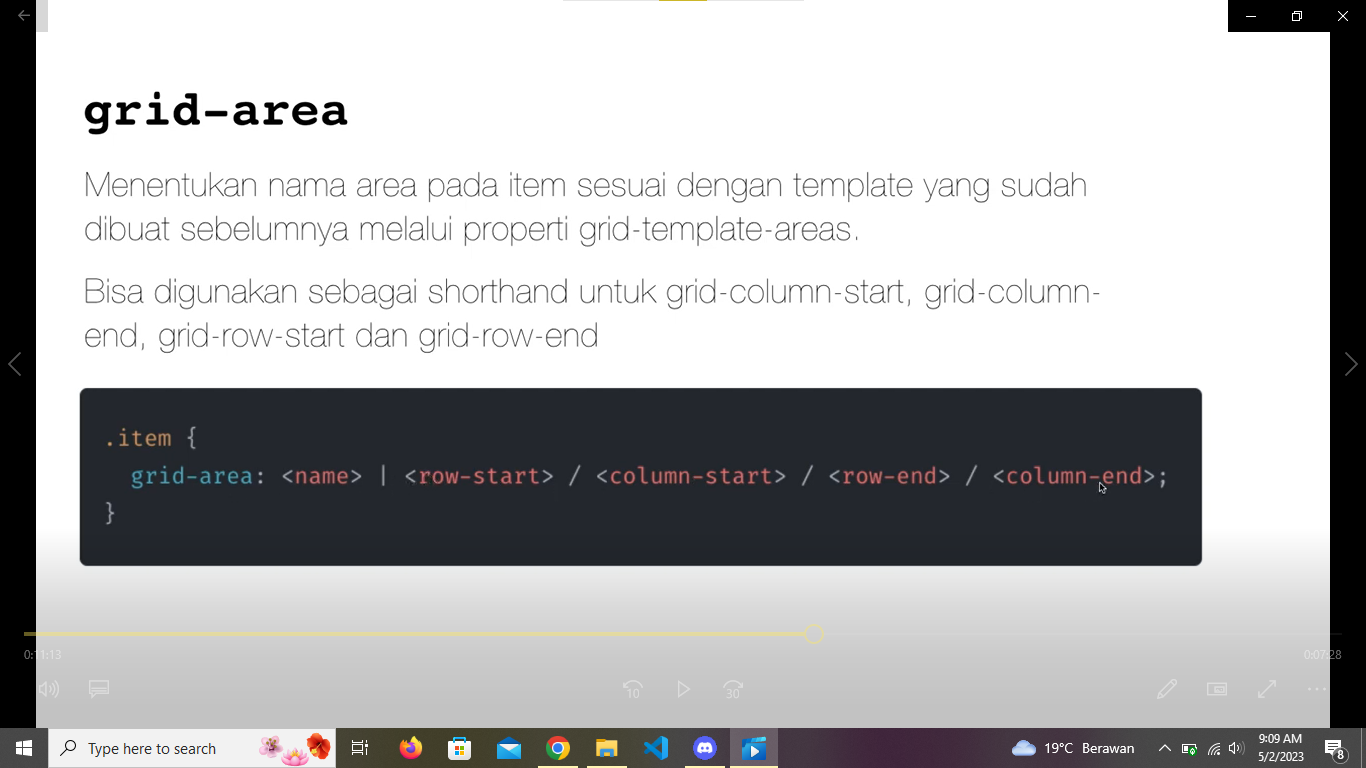 grid-area
Menentukan nama area pada item sesuai dengan template yang sudah
dibuat sebelumnya melalui properti grid-template-areas.
Bisa digunakan sebagai shorthand untuk grid-column-start, grid-column-
end, grid-row-start dan grid-row-end
.item {
grid-area: <name> | <row-start> / <column-start> / <row-end> / <column-end>;
}
0:11:13
0:07:28
10
30
Type here to search
19°C Berawan
9:09 AM
5/2/2023
8